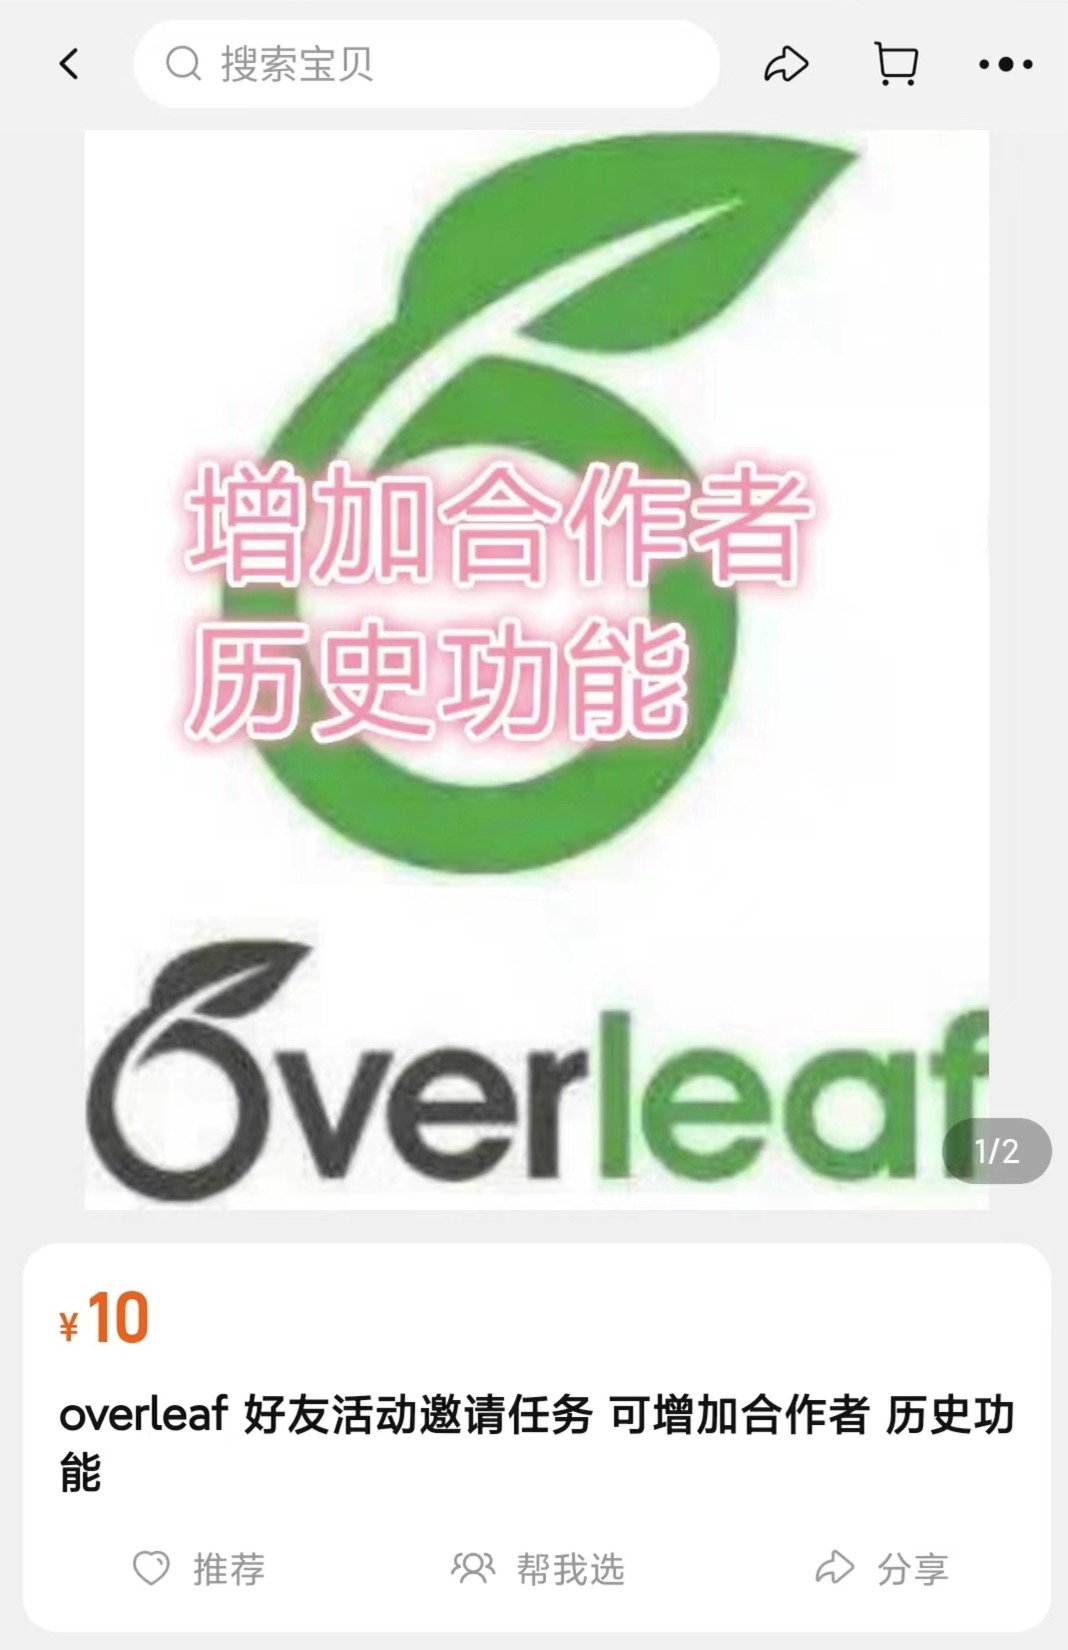 搜索宝贝
增加合作者
历史功能
overleaf
1/2
¥10
overleaf 好友活动邀请任务 可增加合作者 历史功
能
推荐
帮我选
分享